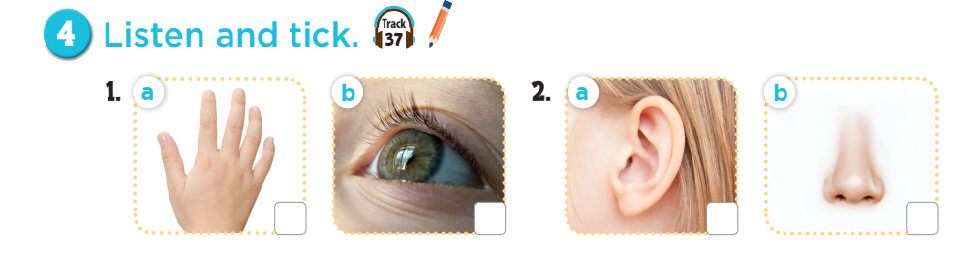 4 Listen and tick. Track 37
1. a b 2. a b